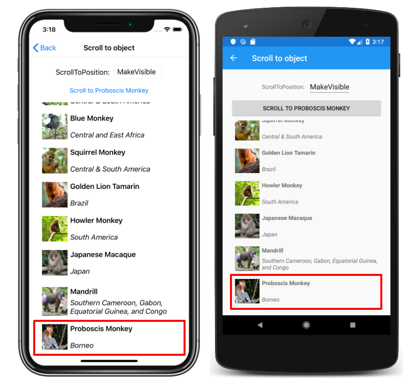 3:18
Back
Scroll to object
ScrollToPosition: MakeVisible
Scroll to Proboscis Monkey
Central & South America
Blue Monkey
Central and East Africa
Squirrel Monkey
Central & South America
Golden Lion Tamarin
Brazil
Howler Monkey
South America
Japanese Macaque
Japan
Mandrill
Southern Cameroon, Gabon,
Equatorial Guinea, and Congo
Proboscis Monkey
Borneo
3:17
Scroll to object
ScrollToPosition: MakeVisible
SCROLL TO PROBOSCIS MONKEY
Squirrel Monkey
Central & South America
Golden Lion Tamarin
Brazil
Howler Monkey
South America
Japanese Macaque
Japan
Mandrill
Southern Cameroon, Gabon, Equatorial Guinea,
and Congo
Proboscis Monkey
Borneo